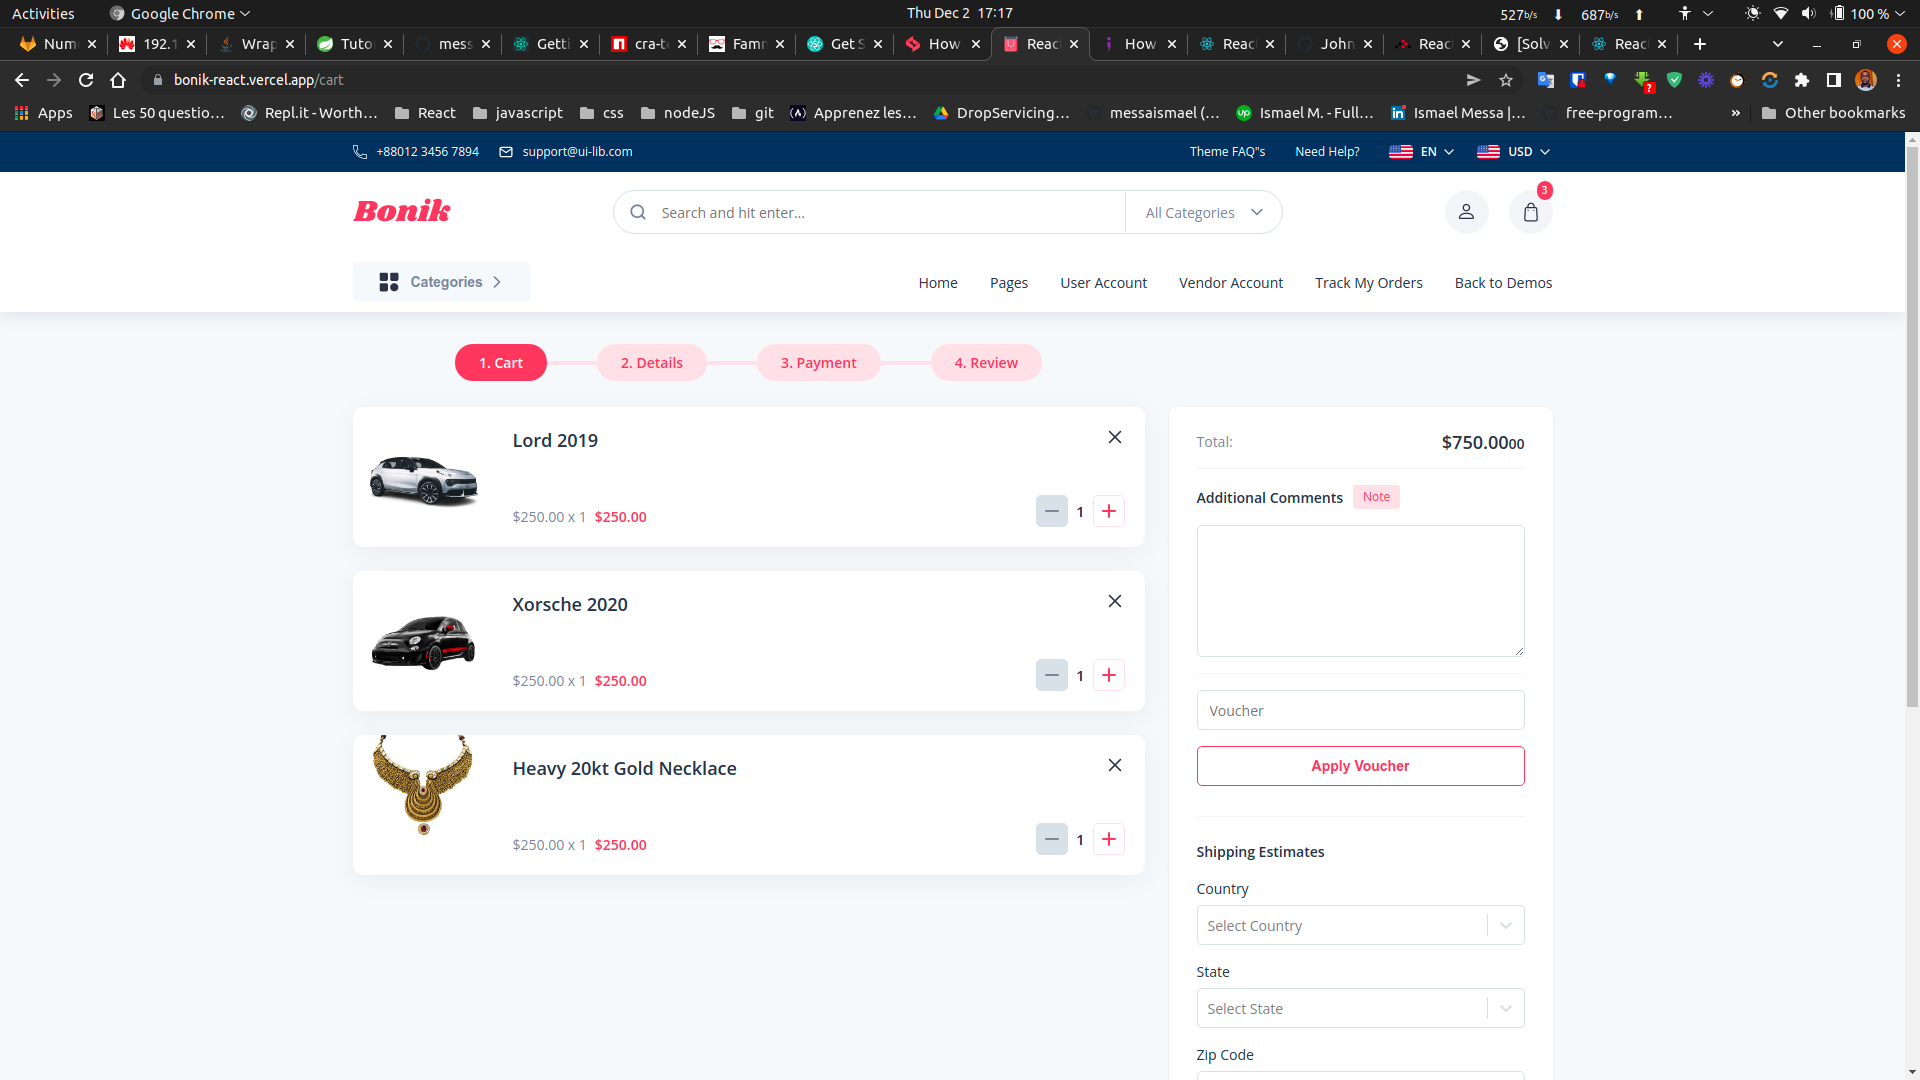 Activities
Google Chrome
Thu Dec 2 17:17
527b/s
687b/s
100 %
Num
192.1
Wrap
Tuto
mess
Getti
cra-t
Famr
Get S
How
Reac
How
Reac
John
Reac
[Solv
Reac
bonik-react.vercel.app/cart
Apps
Les 50 questio...
Repl.it - Worth...
React
javascript
css
nodeJS
git
Apprenez les...
DropServicing...
messaismael (...
Ismael M. - Full...
Ismael Messa |...
free-program...
»
Other bookmarks
+88012 3456 7894
support@ui-lib.com
Theme FAQ"s
Need Help?
EN
USD
Bonik
Search and hit enter...
All Categories
3
Categories
Home
Pages
User Account
Vendor Account
Track My Orders
Back to Demos
1. Cart
2. Details
3. Payment
4. Review
Lord 2019
$250.00 x 1 $250.00
1
Xorsche 2020
$250.00 x 1 $250.00
1
Heavy 20kt Gold Necklace
$250.00 x 1 $250.00
1
Total:
$750.0000
Additional Comments
Note
Voucher
Apply Voucher
Shipping Estimates
Country
Select Country
State
Select State
Zip Code